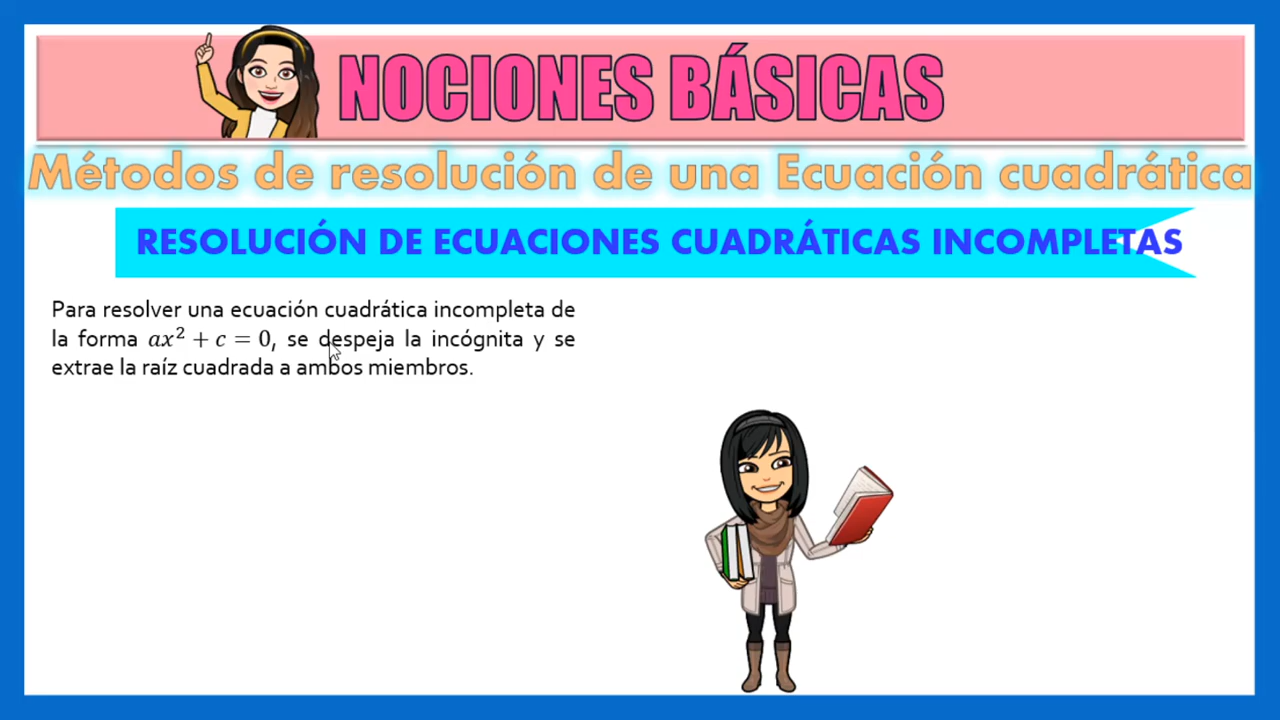 NOCIONES BÁSICAS
Métodos de resolución de una Ecuación cuadrática
RESOLUCIÓN DE ECUACIONES CUADRÁTICAS INCOMPLETAS
Para resolver una ecuación cuadrática incompleta de
la forma ax² + c = 0, se despeja la incógnita y se
extrae la raíz cuadrada a ambos miembros.